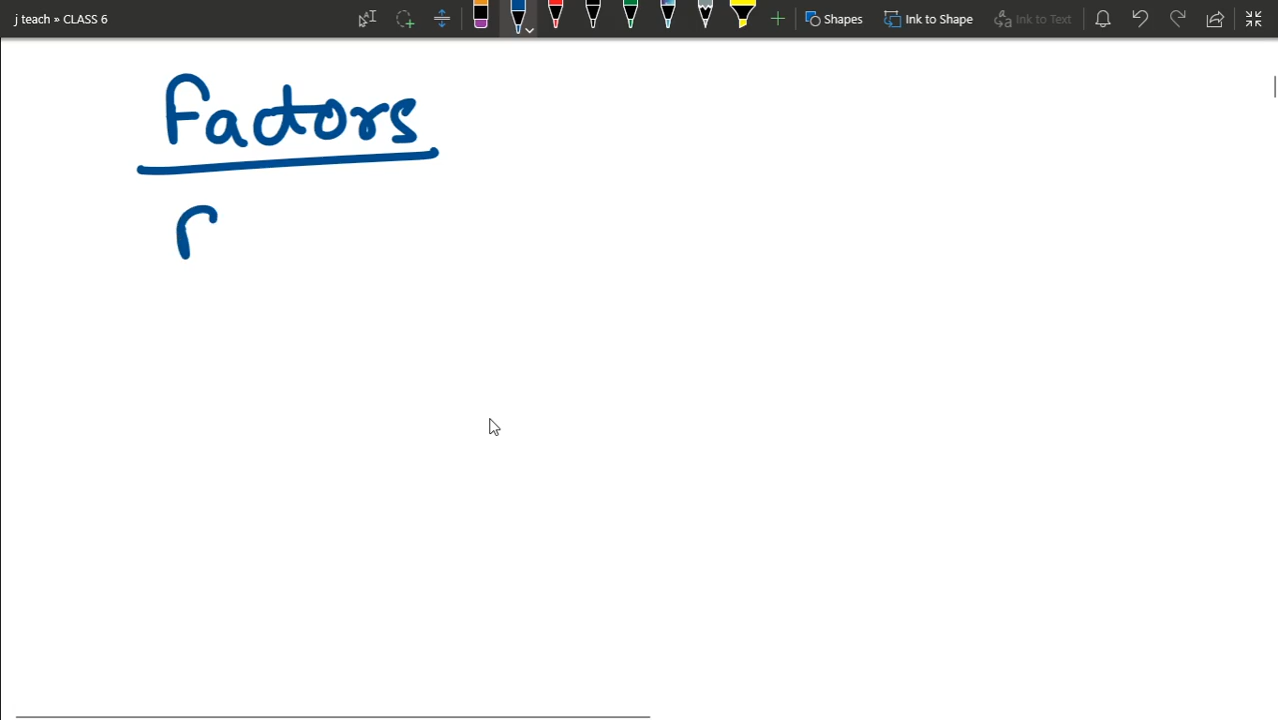 j teach » CLASS 6
Shapes
Ink to Shape
Ink to Text
Factors